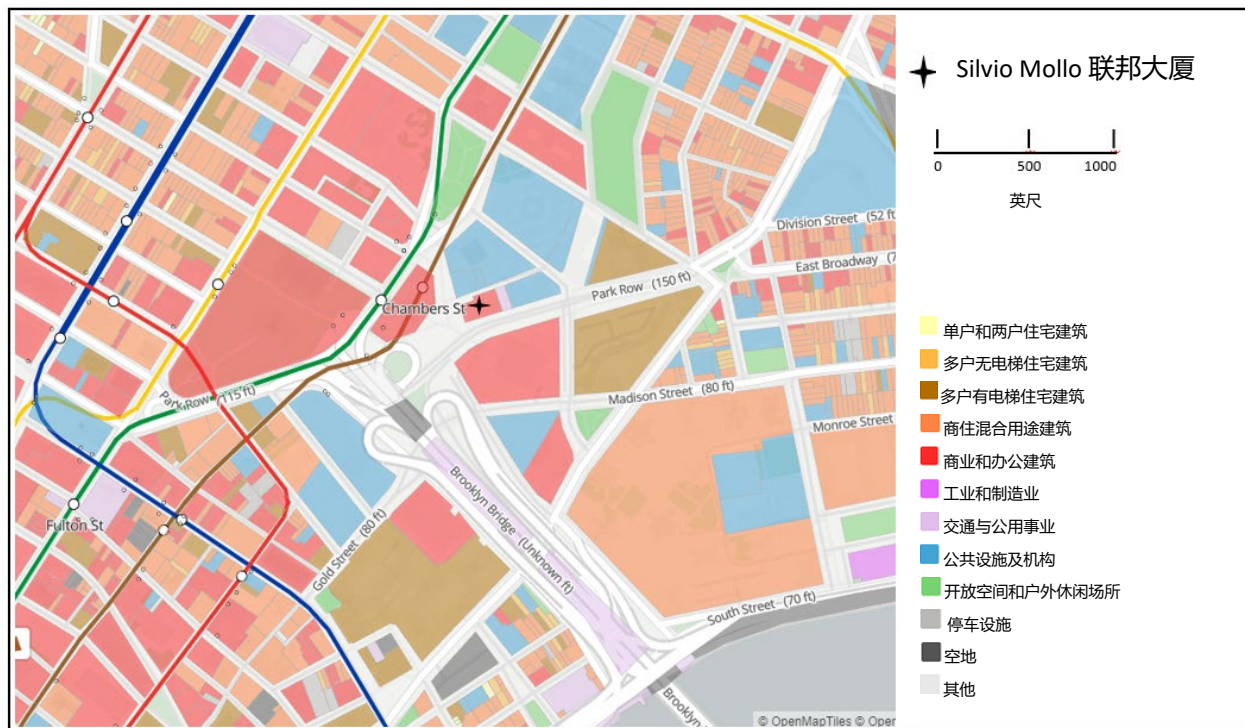 Silvio Mollo 联邦大厦
0 500 1000
英尺
Division Street (52 ft
East Broadway (7
Park Row (150 ft)
Chambers St
Madison Street (80 ft)
Park Row (115 ft)
Monroe Street
Brooklyn Bridge (Unknown ft)
Fulton St
Gold Street (80 ft)
South Street (70 ft)
Brooklyn
© OpenMapTiles © Open
单户和两户住宅建筑
多户无电梯住宅建筑
多户有电梯住宅建筑
商住混合用途建筑
商业和办公建筑
工业和制造业
交通与公用事业
公共设施及机构
开放空间和户外休闲场所
停车设施
空地
其他